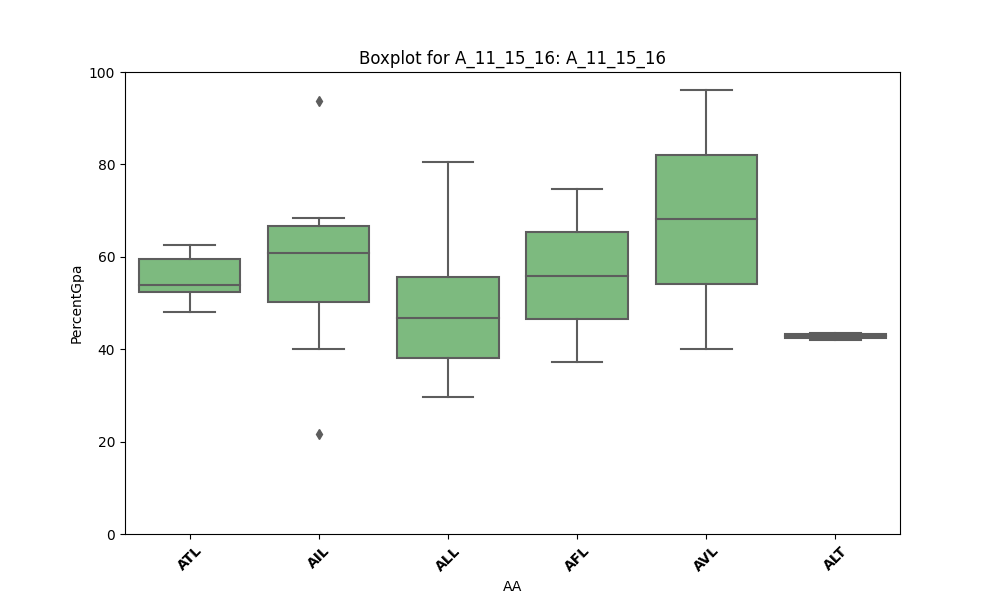 Boxplot for A_11_15_16: A_11_15_16
PercentGpa
100
80
60
40
20
0
ATL
AIL
ALL
AFL
AVL
ALT
AA